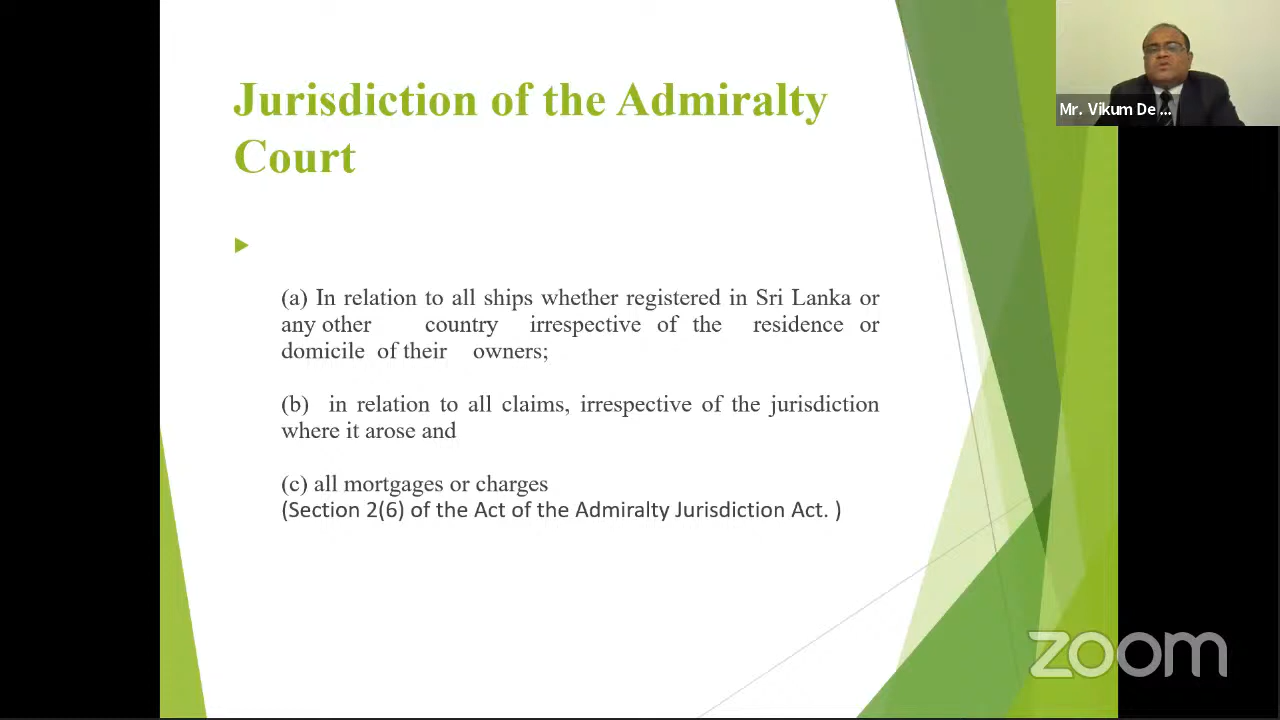 Jurisdiction of the Admiralty
Court
(a) In relation to all ships whether registered in Sri Lanka or
any other country irrespective of the residence or
domicile of their owners;
(b) in relation to all claims, irrespective of the jurisdiction
where it arose and
(c) all mortgages or charges
(Section 2(6) of the Act of the Admiralty Jurisdiction Act. )
Mr. Vikum De ...
zoom